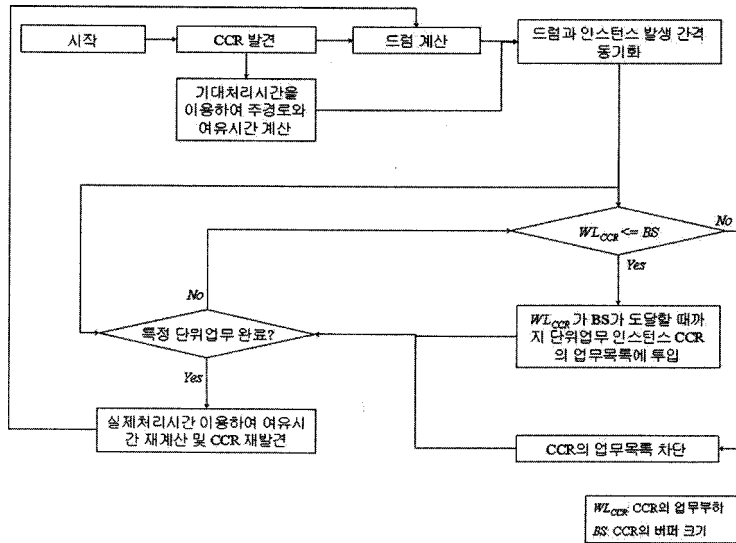 시작
CCR 발견
드럼 계산
드럼과 인스턴스 발생 간격
동기화
기대처리시간을
이용하여 주경로와
여유시간 계산
WL_CCR <= BS
No
Yes
No
특정 단위업무 완료?
WL_CCR가 BS가 도달할 때까
지 단위업무 인스턴스 CCR
의 업무목록에 투입
Yes
실제처리시간 이용하여 여유시
간 재계산 및 CCR 재발견
CCR의 업무목록 차단
WL_CCR: CCR의 업무부하
BS: CCR의 버퍼 크기